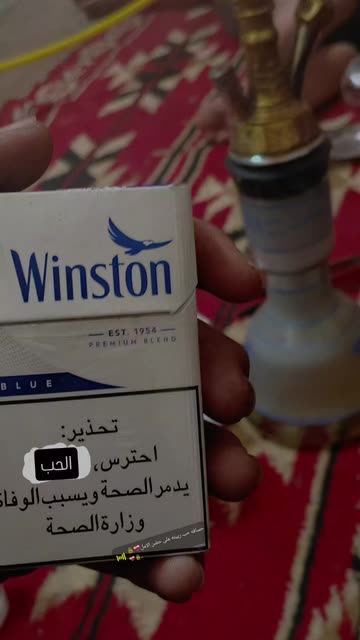 Winston
EST. 1954
PREMIUM BLEND
BLUE
تحذير:
احترس، الحب
يدمر الصحة ويسبب الوفاة
وزارة الصحة